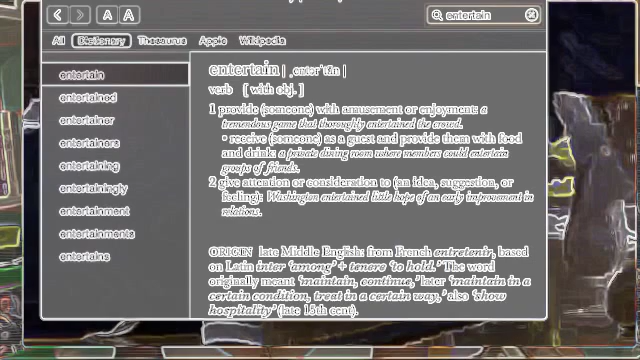 entertain
All Dictionary Thesaurus Apple Wikipedia
entertain
entertained
entertainer
entertainers
entertaining
entertainingly
entertainment
entertainments
entertains
entertain | ˌentərˈtān |
verb [ with obj. ]
1 provide (someone) with amusement or enjoyment: a
tremendous game that thoroughly entertained the crowd.
• receive (someone) as a guest and provide them with food
and drink: a private dining room where members could entertain
groups of friends.
2 give attention or consideration to (an idea, suggestion, or
feeling): Washington entertained little hope of an early improvement in
relations.
ORIGIN late Middle English: from French entretenir, based
on Latin inter ‘among’ + tenere ‘to hold.’ The word
originally meant ‘maintain, continue,’ later ‘maintain in a
certain condition, treat in a certain way,’ also ‘show
hospitality’ (late 15th cent).